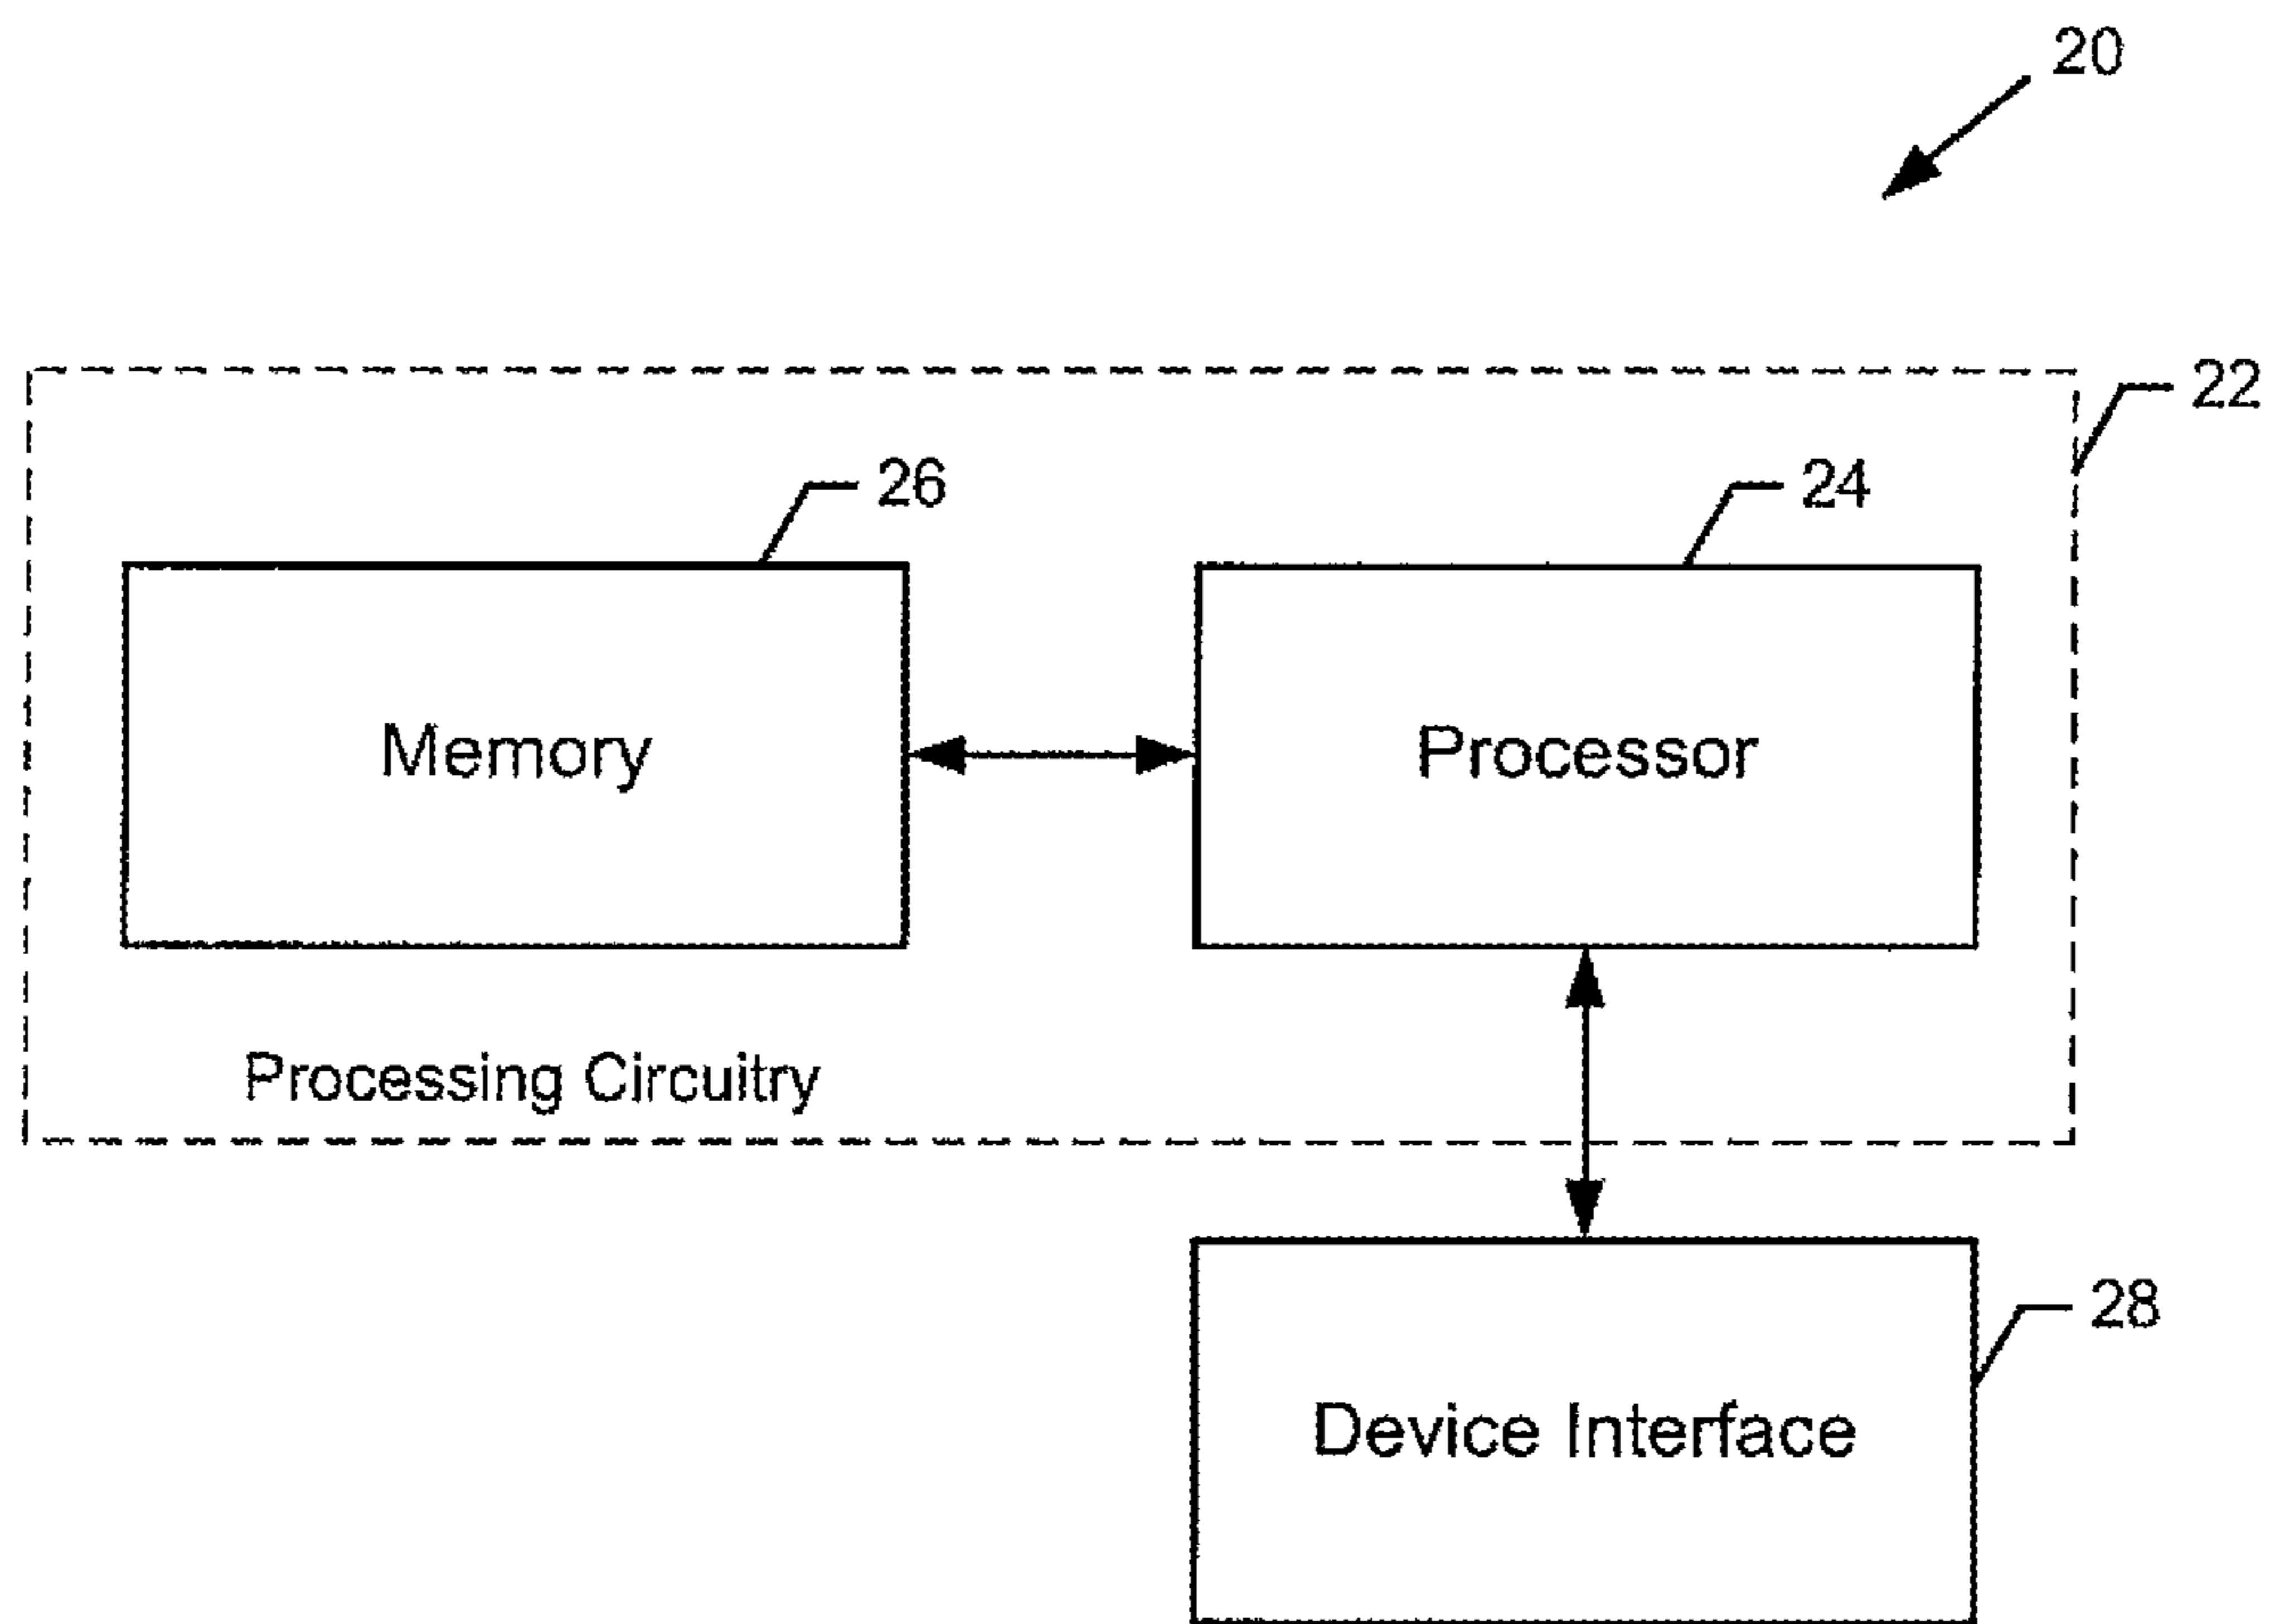 20
22
26
24
Memory
Processor
Processing Circuitry
28
Device Interface